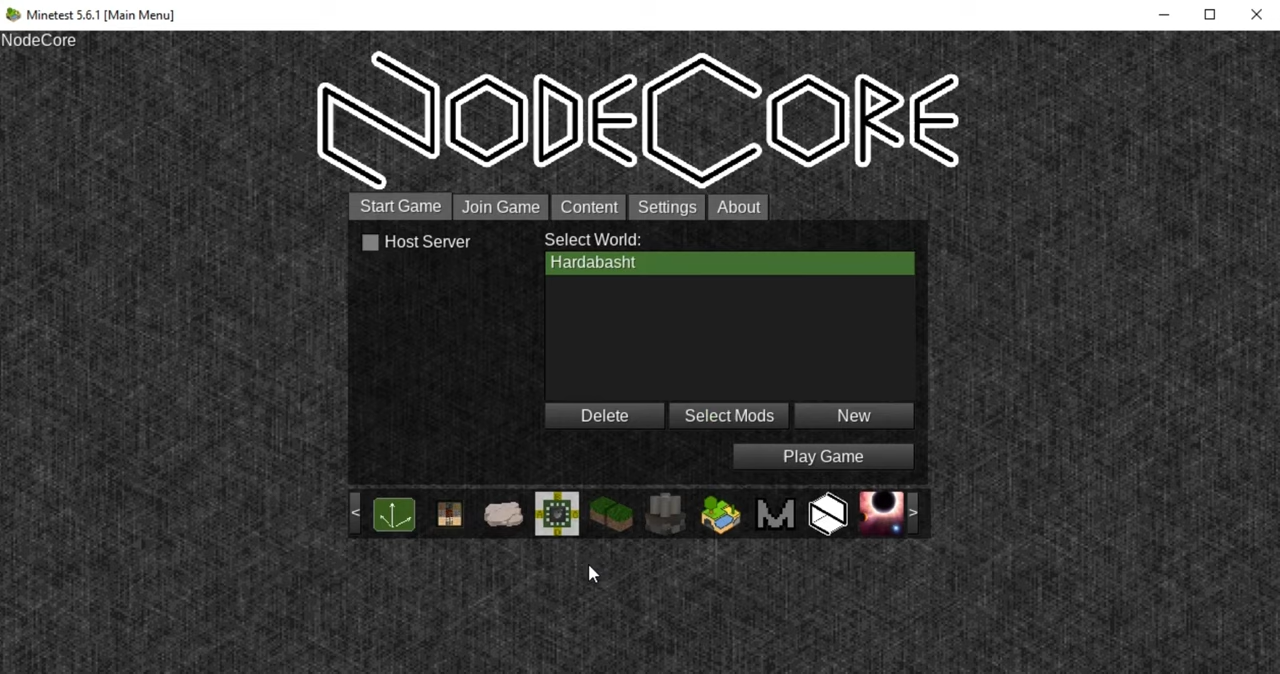 Minetest 5.6.1 [Main Menu]
NodeCore
NODECORE
Start Game
Join Game
Content
Settings
About
Host Server
Select World:
Hardabasht
Delete
Select Mods
New
Play Game
<
>